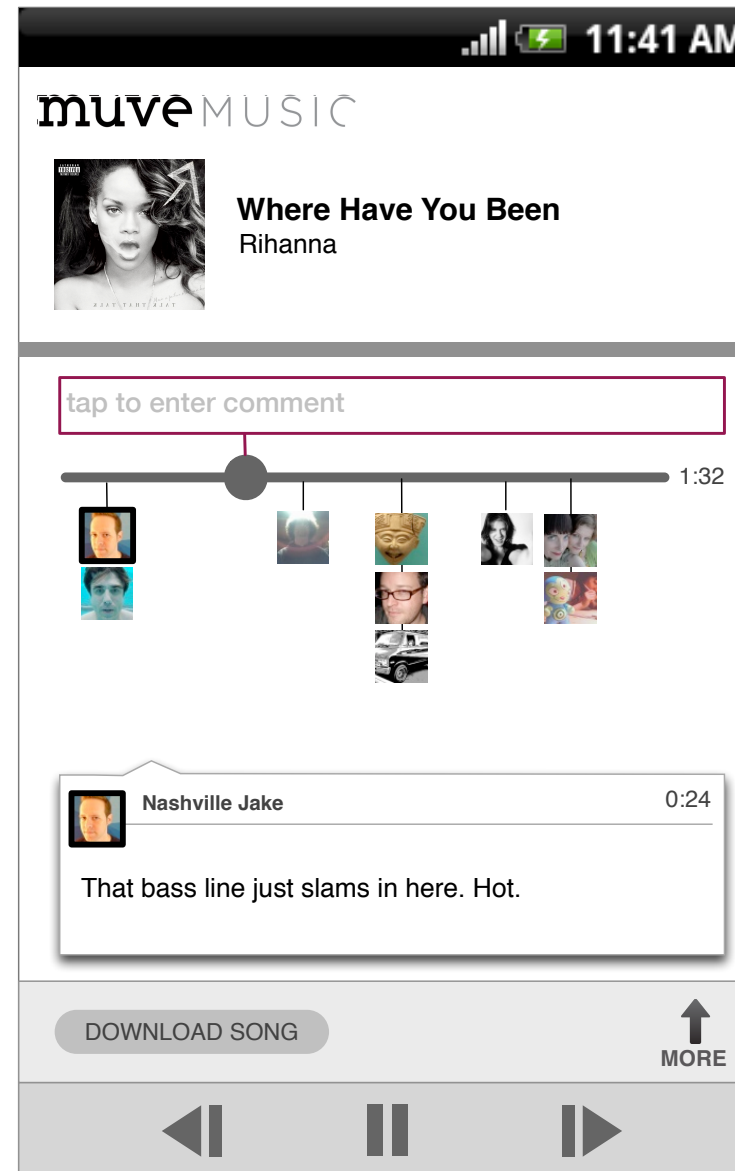 11:41 AM
muve MUSIC
Where Have You Been
Rihanna
tap to enter comment
1:32
Nashville Jake
0:24
That bass line just slams in here. Hot.
DOWNLOAD SONG
MORE